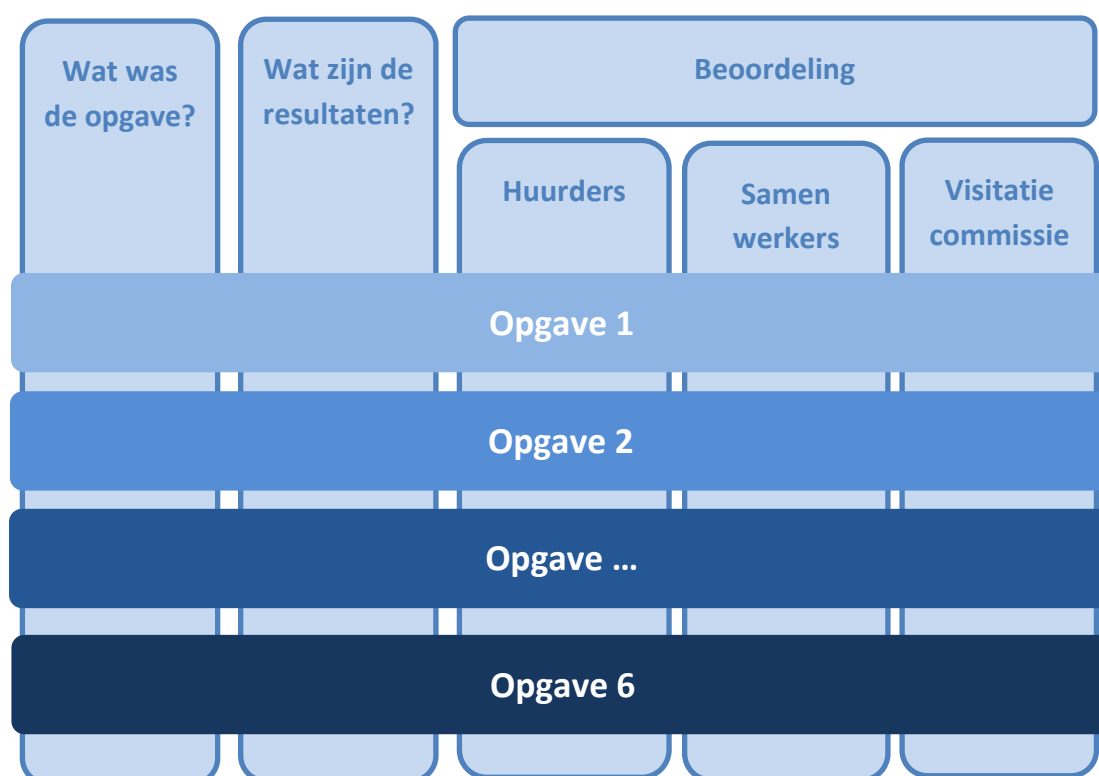 Wat was
de opgave?
Wat zijn de
resultaten?
Beoordeling
Huurders
Samen
werkers
Visitatie
commissie
Opgave 1
Opgave 2
Opgave ...
Opgave 6